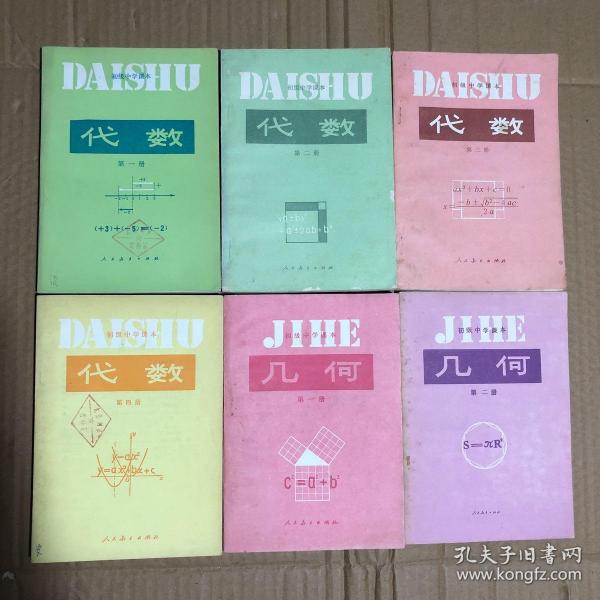 DAISHU
初级中学课本
代数
第一册
(+3)+(-5)=(-2)
人民教育出版社
DAISHU
初级中学课本
代数
第二册
人民教育出版社
DAISHU
初级中学课本
代数
第三册
ax²+bx+c=0
x=-b±√b²-4ac
2a
人民教育出版社
DAISHU
初级中学课本
代数
第四册
y=ax²
y=ax²+bx+c
人民教育出版社
JIHE
初级中学课本
几何
第一册
c²=a²+b²
人民教育出版社
JIHE
初级中学课本
几何
第二册
S=πR²
人民教育出版社
孔夫子旧书网
www.kongfz.com